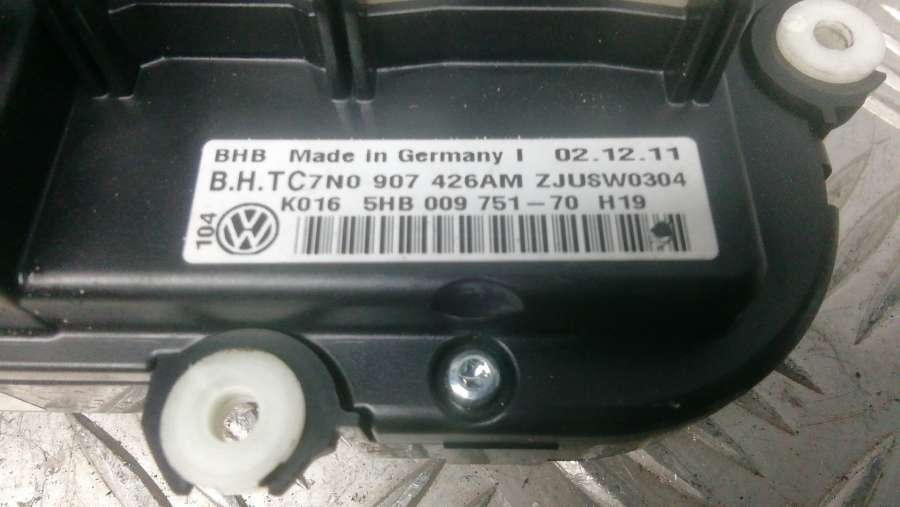 BHB Made in Germany I 02.12.11
B.H.TC7N0 907 426AM ZJUSW0304
K016 5HB 009 751-70 H19
104